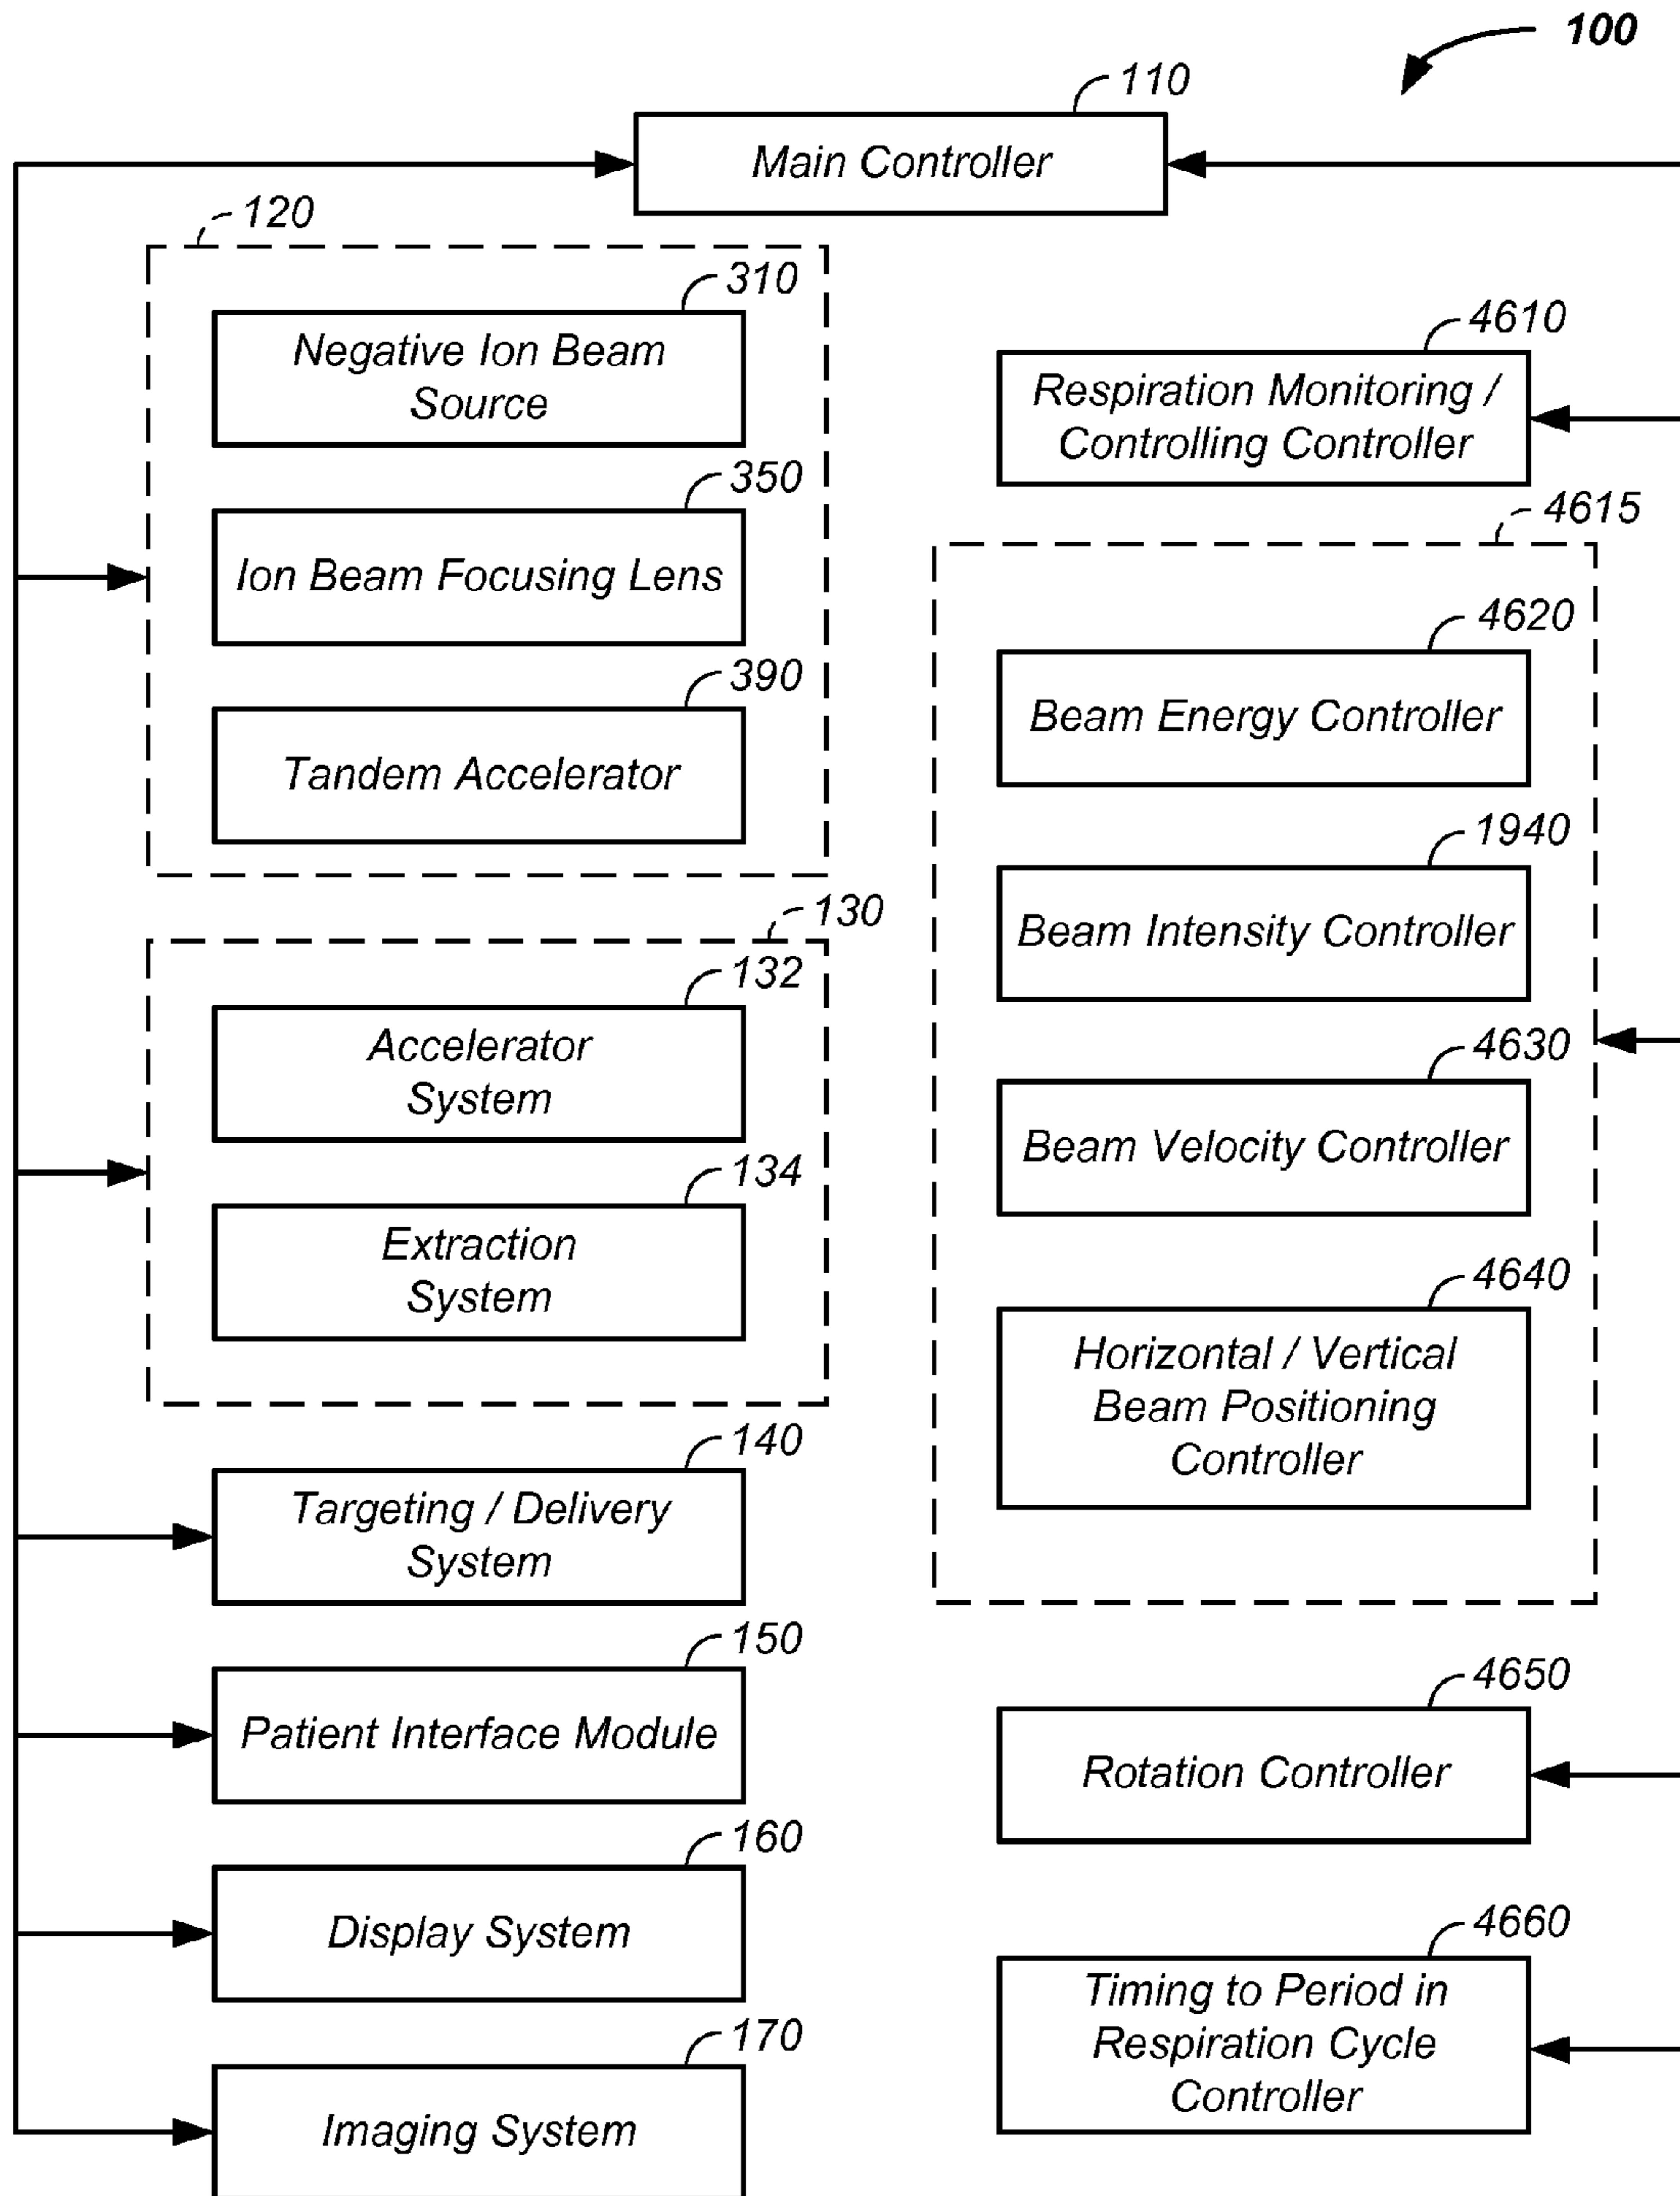 100
110
Main Controller
120
310
Negative Ion Beam
Source
350
Ion Beam Focusing Lens
390
Tandem Accelerator
130
132
Accelerator
System
134
Extraction
System
140
Targeting / Delivery
System
150
Patient Interface Module
160
Display System
170
Imaging System
4610
Respiration Monitoring /
Controlling Controller
4615
4620
Beam Energy Controller
1940
Beam Intensity Controller
4630
Beam Velocity Controller
4640
Horizontal / Vertical
Beam Positioning
Controller
4650
Rotation Controller
4660
Timing to Period in
Respiration Cycle
Controller